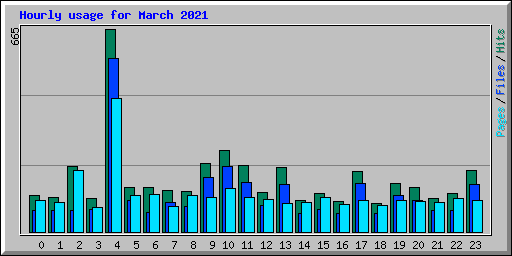 Hourly usage for March 2021
665
Pages / Files / Hits
0 1 2 3 4 5 6 7 8 9 10 11 12 13 14 15 16 17 18 19 20 21 22 23